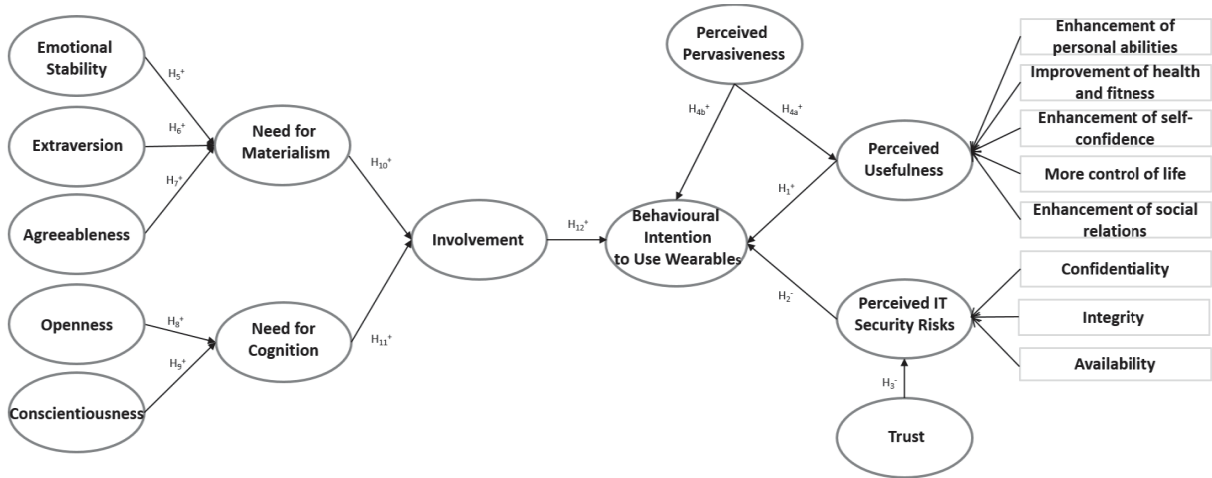 Emotional
Stability
Extraversion
Agreeableness
Openness
Conscientiousness
H5+
H6+
H7+
H8+
H9+
Need for
Materialism
Need for
Cognition
H10+
H11+
Involvement
H12+
Perceived
Pervasiveness
H4b+
H4a+
Behavioural
Intention
to Use Wearables
H1+
H2-
Perceived
Usefulness
Perceived IT
Security Risks
H3-
Trust
Enhancement of
personal abilities
Improvement of health
and fitness
Enhancement of self-
confidence
More control of life
Enhancement of social
relations
Confidentiality
Integrity
Availability